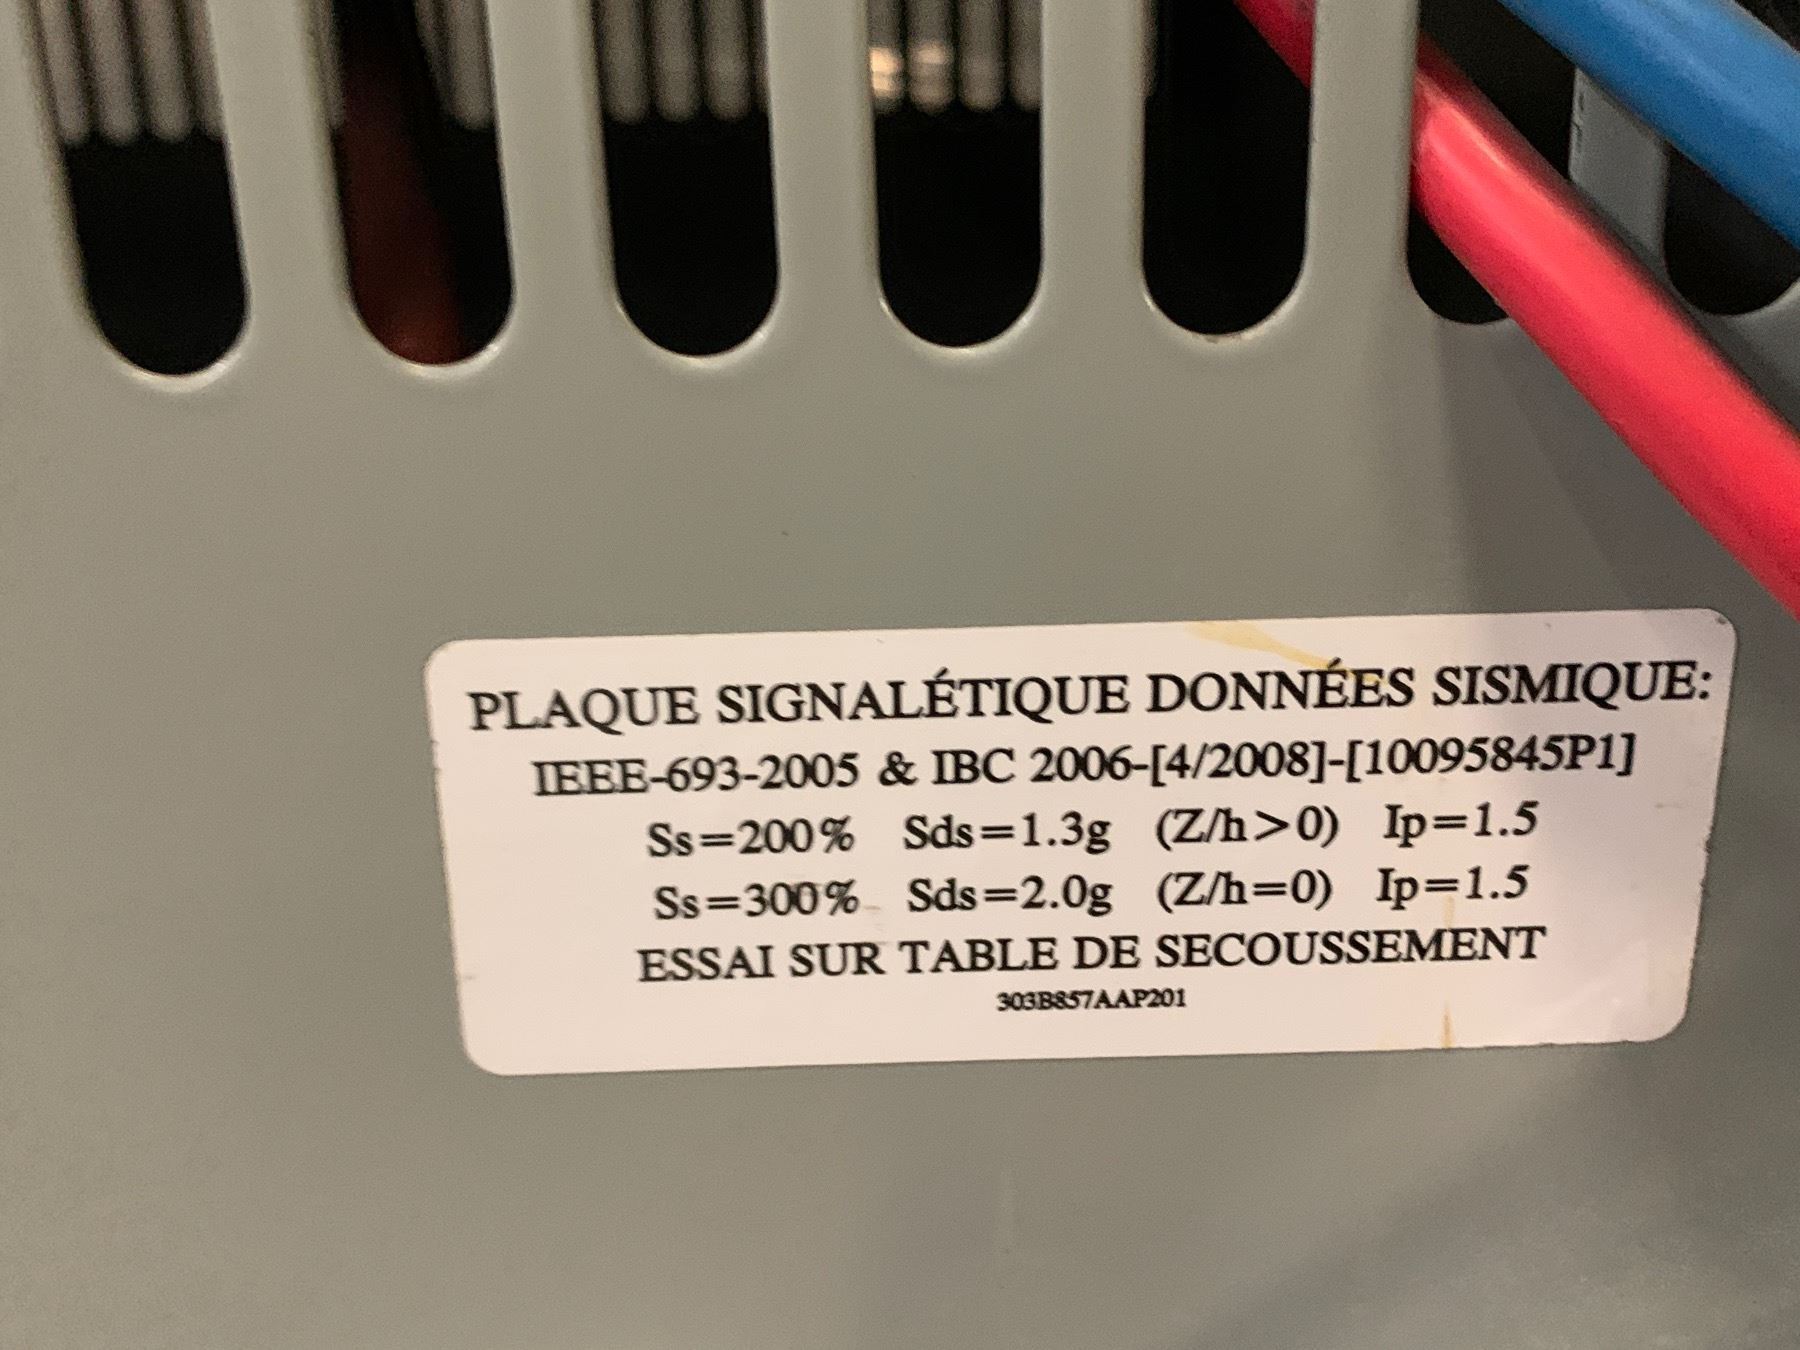 PLAQUE SIGNALÉTIQUE DONNÉES SISMIQUE:
IEEE-693-2005 & IBC 2006-[4/2008]-[10095845P1]
Ss=200% Sds=1.3g (Z/h>0) Ip=1.5
Ss=300% Sds=2.0g (Z/h=0) Ip=1.5
ESSAI SUR TABLE DE SECOUSSEMENT
303B857AAP201